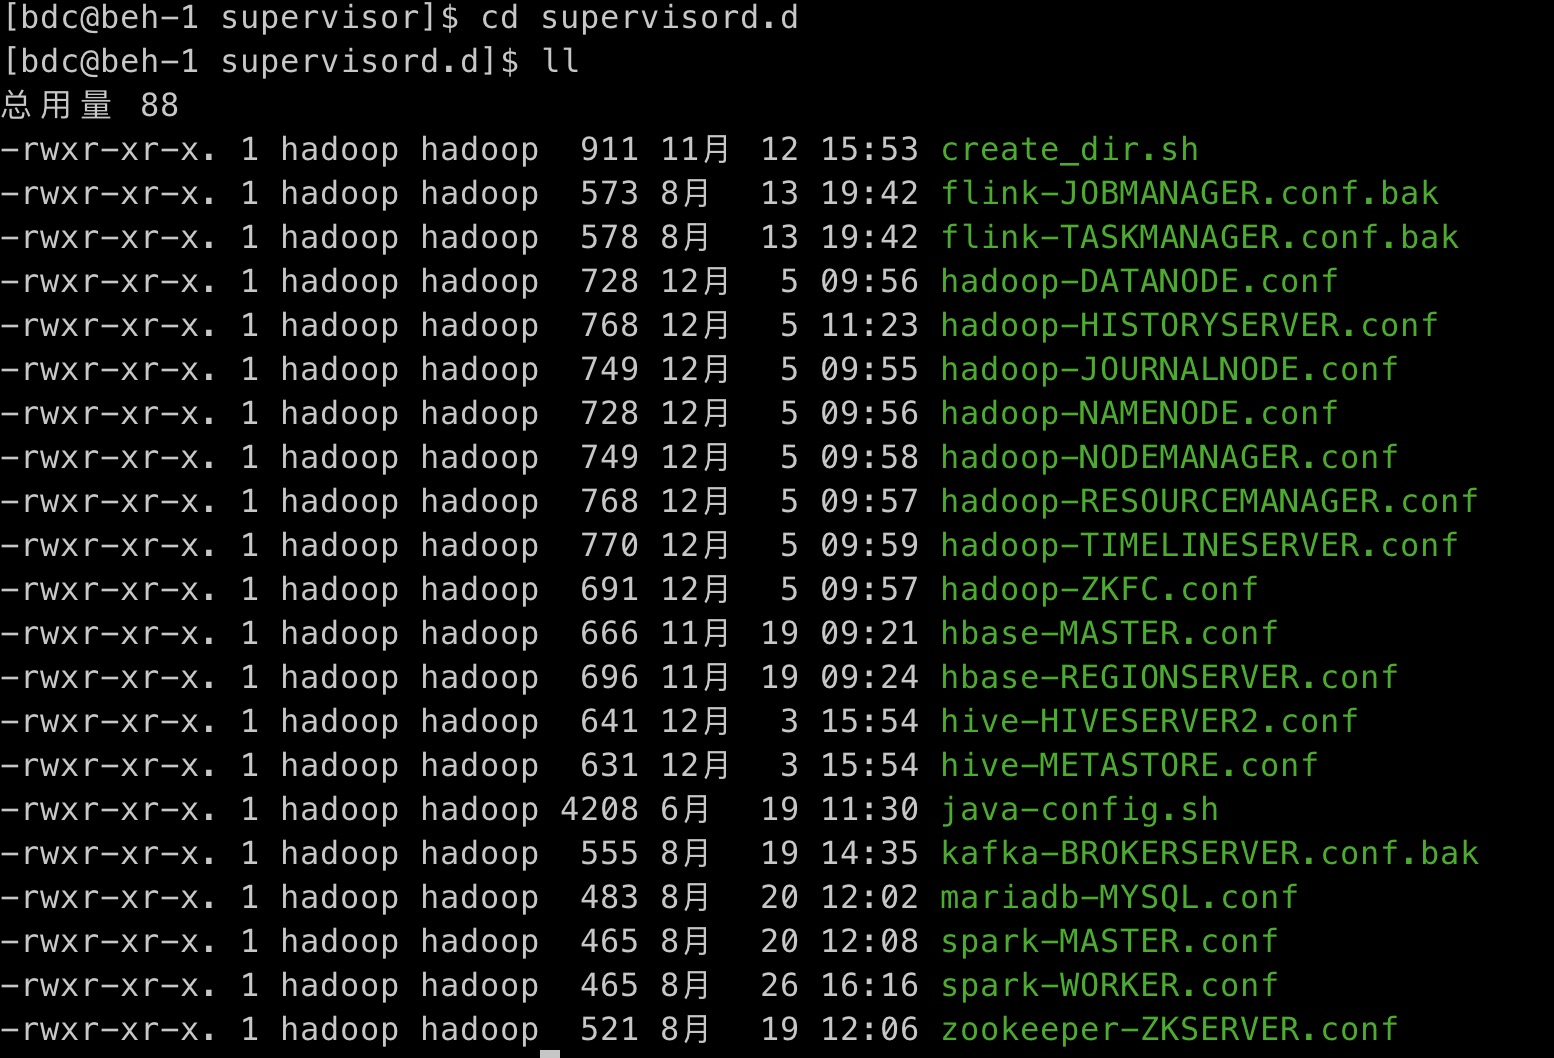 [bdc@beh-1 supervisor]$ cd supervisord.d
[bdc@beh-1 supervisord.d]$ ll
总用量 88
-rwxr-xr-x. 1 hadoop hadoop  911 11月  12 15:53 create_dir.sh
-rwxr-xr-x. 1 hadoop hadoop  573 8月   13 19:42 flink-JOBMANAGER.conf.bak
-rwxr-xr-x. 1 hadoop hadoop  578 8月   13 19:42 flink-TASKMANAGER.conf.bak
-rwxr-xr-x. 1 hadoop hadoop  728 12月   5 09:56 hadoop-DATANODE.conf
-rwxr-xr-x. 1 hadoop hadoop  768 12月   5 11:23 hadoop-HISTORYSERVER.conf
-rwxr-xr-x. 1 hadoop hadoop  749 12月   5 09:55 hadoop-JOURNALNODE.conf
-rwxr-xr-x. 1 hadoop hadoop  728 12月   5 09:56 hadoop-NAMENODE.conf
-rwxr-xr-x. 1 hadoop hadoop  749 12月   5 09:58 hadoop-NODEMANAGER.conf
-rwxr-xr-x. 1 hadoop hadoop  768 12月   5 09:57 hadoop-RESOURCEMANAGER.conf
-rwxr-xr-x. 1 hadoop hadoop  770 12月   5 09:59 hadoop-TIMELINESERVER.conf
-rwxr-xr-x. 1 hadoop hadoop  691 12月   5 09:57 hadoop-ZKFC.conf
-rwxr-xr-x. 1 hadoop hadoop  666 11月  19 09:21 hbase-MASTER.conf
-rwxr-xr-x. 1 hadoop hadoop  696 11月  19 09:24 hbase-REGIONSERVER.conf
-rwxr-xr-x. 1 hadoop hadoop  641 12月   3 15:54 hive-HIVESERVER2.conf
-rwxr-xr-x. 1 hadoop hadoop  631 12月   3 15:54 hive-METASTORE.conf
-rwxr-xr-x. 1 hadoop hadoop 4208 6月   19 11:30 java-config.sh
-rwxr-xr-x. 1 hadoop hadoop  555 8月   19 14:35 kafka-BROKERSERVER.conf.bak
-rwxr-xr-x. 1 hadoop hadoop  483 8月   20 12:02 mariadb-MYSQL.conf
-rwxr-xr-x. 1 hadoop hadoop  465 8月   20 12:08 spark-MASTER.conf
-rwxr-xr-x. 1 hadoop hadoop  465 8月   26 16:16 spark-WORKER.conf
-rwxr-xr-x. 1 hadoop hadoop  521 8月   19 12:06 zookeeper-ZKSERVER.conf